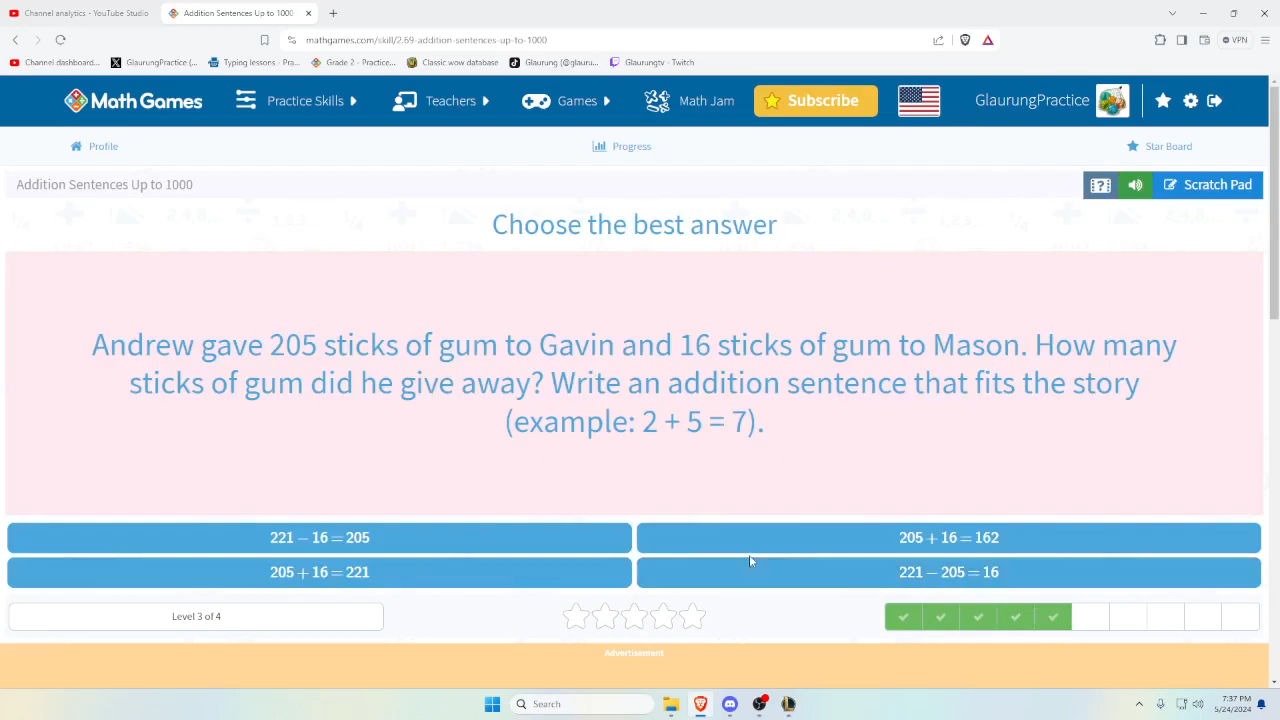 Channel analytics - YouTube Studio
Addition Sentences Up to 1000
mathgames.com/skill/2.69-addition-sentences-up-to-1000
VPN
Channel dashboard...
GlaurungPractice (...
Typing lessons - Pra...
Grade 2 - Practice...
Classic wow database
Glaurung (@glauru...
Glaurungtv - Twitch
Math Games
Practice Skills
Teachers
Games
Math Jam
Subscribe
GlaurungPractice
Profile
Progress
Star Board
Addition Sentences Up to 1000
Scratch Pad
Choose the best answer
Andrew gave 205 sticks of gum to Gavin and 16 sticks of gum to Mason. How many
sticks of gum did he give away? Write an addition sentence that fits the story
(example: 2 + 5 = 7).
221 − 16 = 205
205 + 16 = 162
205 + 16 = 221
221 − 205 = 16
Level 3 of 4
Advertisement
Search
7:37 PM
5/24/2024